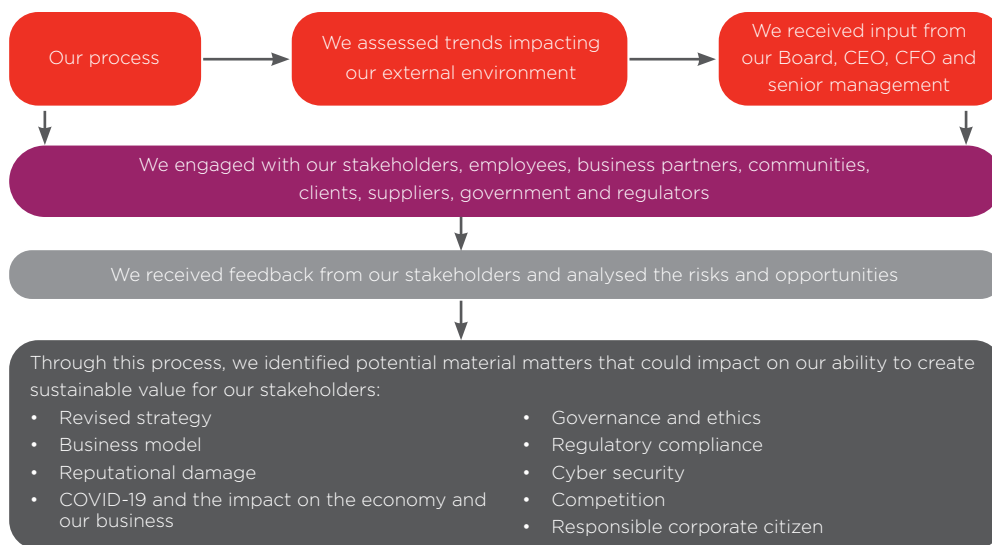 Our process
We assessed trends impacting
our external environment
We received input from
our Board, CEO, CFO and
senior management
We engaged with our stakeholders, employees, business partners, communities,
clients, suppliers, government and regulators
We received feedback from our stakeholders and analysed the risks and opportunities
Through this process, we identified potential material matters that could impact on our ability to create
sustainable value for our stakeholders:
• Revised strategy
• Business model
• Reputational damage
• COVID-19 and the impact on the economy and
our business
• Governance and ethics
• Regulatory compliance
• Cyber security
• Competition
• Responsible corporate citizen